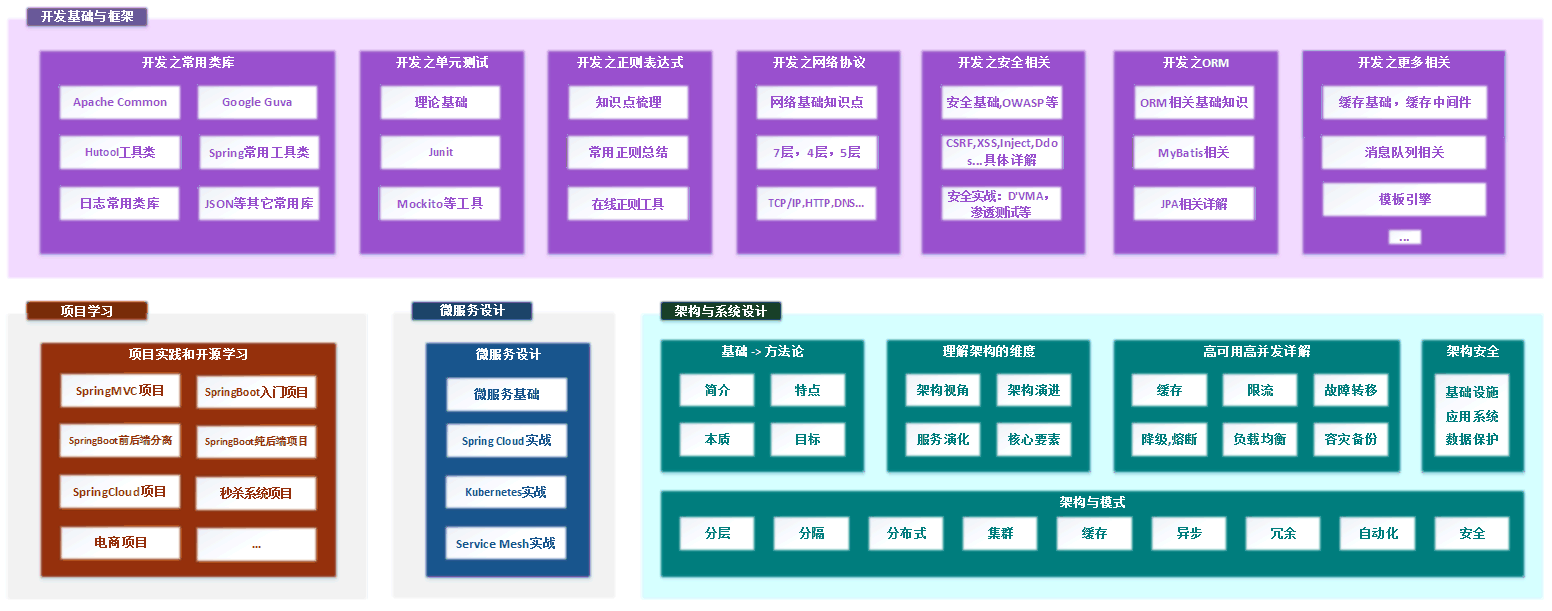 开发基础与框架
开发之常用类库
Apache Common
Google Guva
Hutool工具类
Spring常用工具类
日志常用类库
JSON等其它常用库
开发之单元测试
理论基础
Junit
Mockito等工具
开发之正则表达式
知识点梳理
常用正则总结
在线正则工具
开发之网络协议
网络基础知识点
7层，4层，5层
TCP/IP,HTTP,DNS...
开发之安全相关
安全基础,OWASP等
CSRF,XSS,Inject,Ddo
s...具体详解
安全实战：D'VMA，
渗透测试等
开发之ORM
ORM相关基础知识
MyBatis相关
JPA相关详解
开发之更多相关
缓存基础，缓存中间件
消息队列相关
模板引擎
...
项目学习
项目实践和开源学习
SpringMVC项目
SpringBoot入门项目
SpringBoot前后端分离
SpringBoot纯后端项目
SpringCloud项目
秒杀系统项目
电商项目
...
微服务设计
微服务设计
微服务基础
Spring Cloud实战
Kubernetes实战
Service Mesh实战
架构与系统设计
基础 -> 方法论
简介
特点
本质
目标
理解架构的维度
架构视角
架构演进
服务演化
核心要素
高可用高并发详解
缓存
限流
故障转移
降级,熔断
负载均衡
容灾备份
架构安全
基础设施
应用系统
数据保护
架构与模式
分层
分隔
分布式
集群
缓存
异步
冗余
自动化
安全